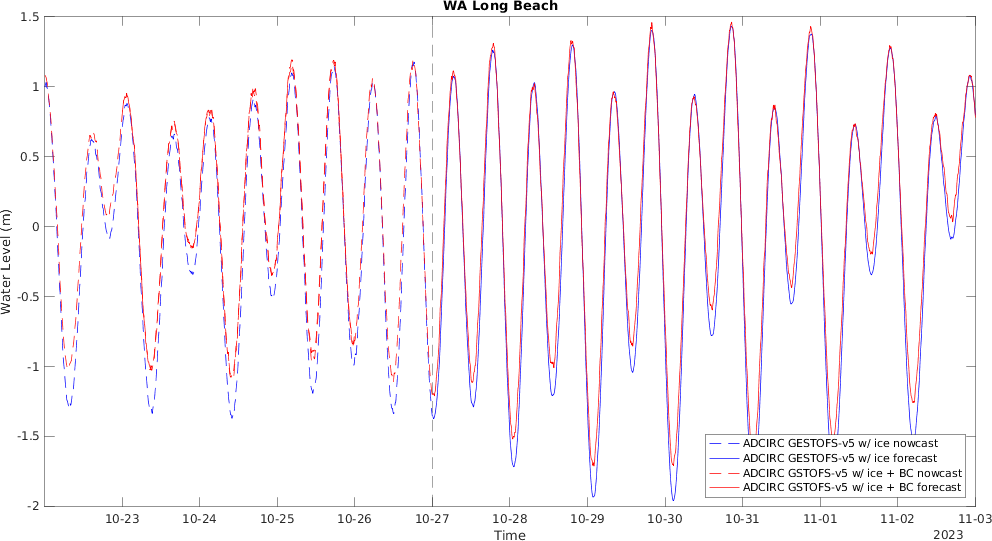 WA Long Beach
1.5
1
0.5
0
-0.5
-1
-1.5
-2
Water Level (m)
10-23 10-24 10-25 10-26 10-27 10-28 10-29 10-30 10-31 11-01 11-02 11-03
Time
2023
ADCIRC GESTOFS-v5 w/ ice nowcast
ADCIRC GESTOFS-v5 w/ ice forecast
ADCIRC GSTOFS-v5 w/ ice + BC nowcast
ADCIRC GSTOFS-v5 w/ ice + BC forecast